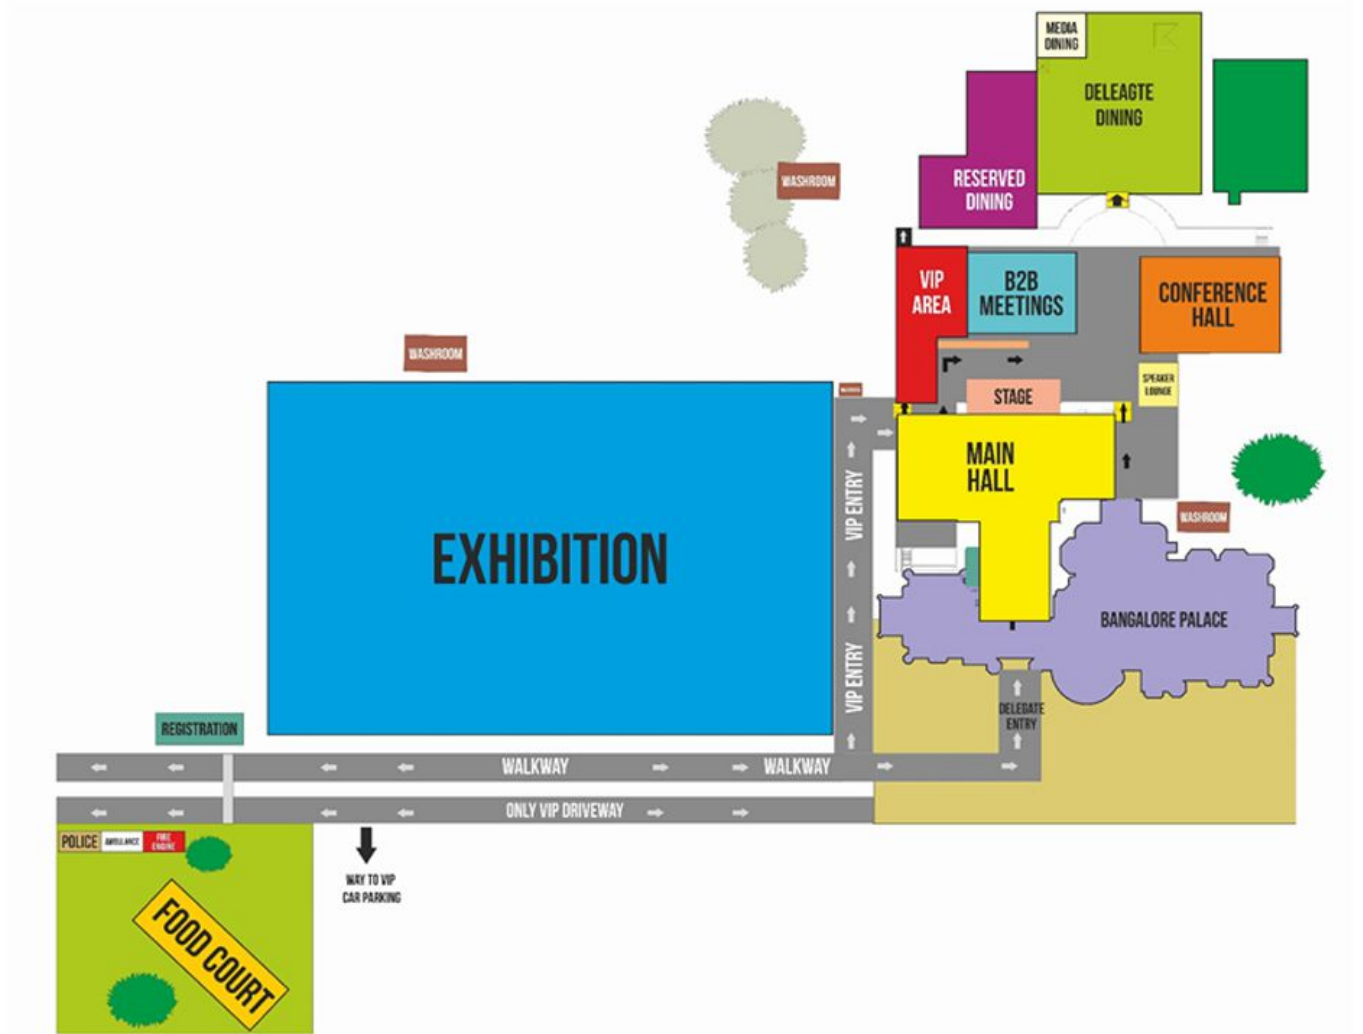 MEDIA
DINING
DELEAGTE
DINING
WASHROOM
RESERVED
DINING
VIP
AREA
B2B
MEETINGS
CONFERENCE
HALL
WASHROOM
SPEAKER
LOUNGE
STAGE
MAIN
HALL
VIP ENTRY
WASHROOM
EXHIBITION
BANGALORE PALACE
VIP ENTRY
DELEGATE
ENTRY
REGISTRATION
WALKWAY
WALKWAY
ONLY VIP DRIVEWAY
POLICE
AMBULANCE
FIRE
ENGINE
WAY TO VIP
CAR PARKING
FOOD COURT